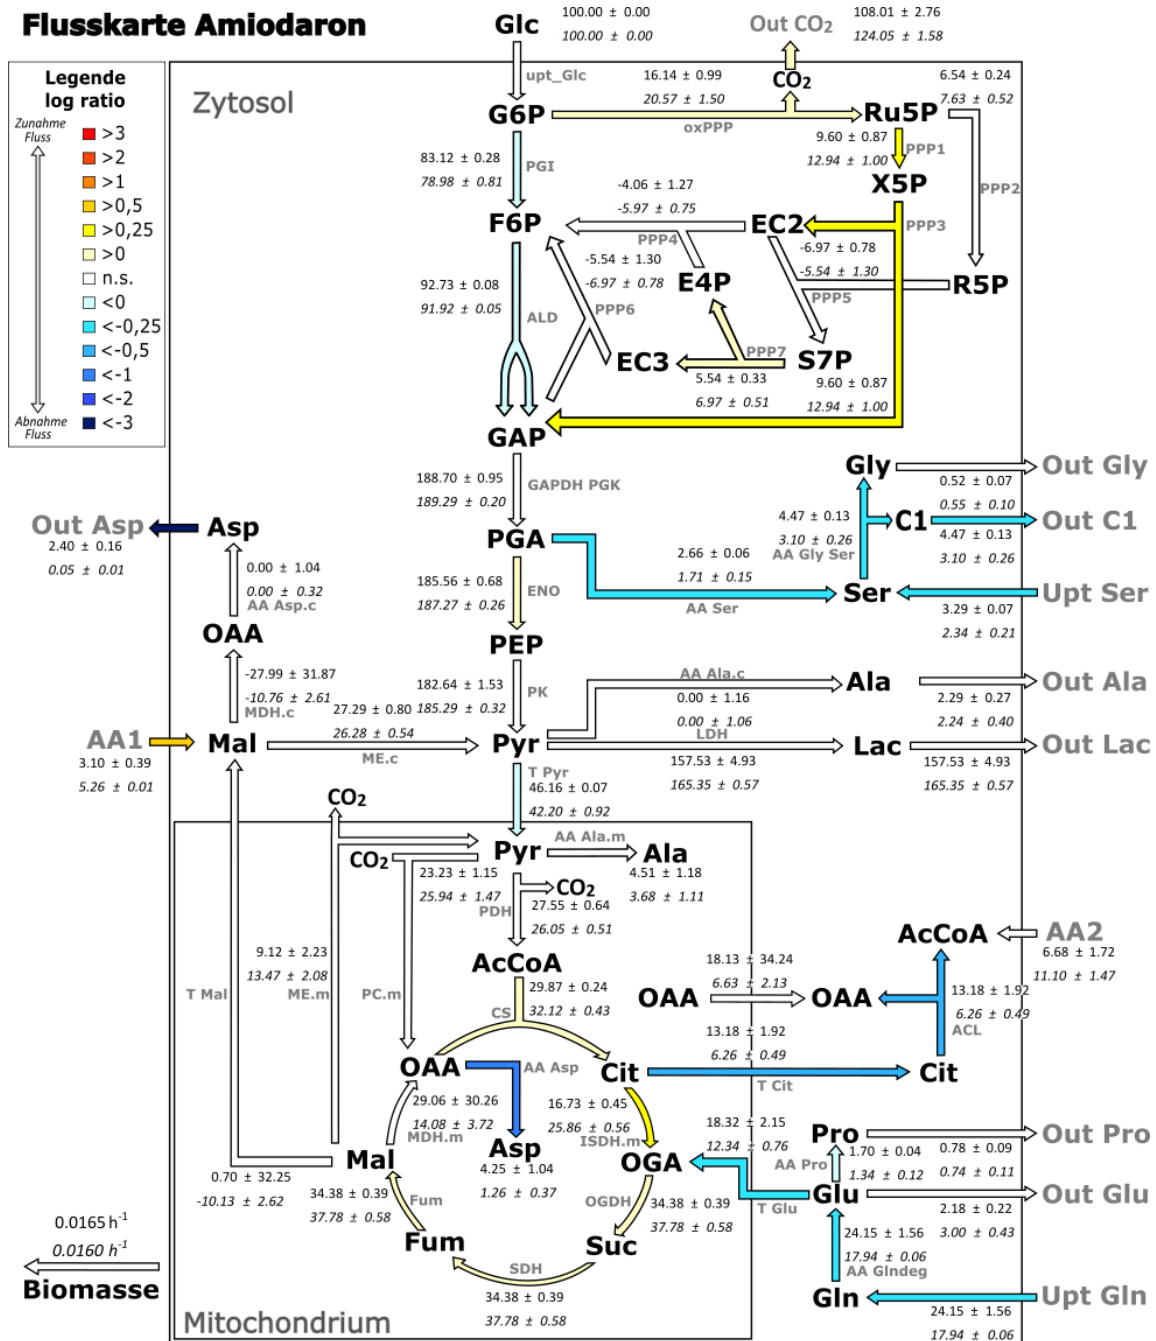 Flusskarte Amiodaron
Legende
log ratio
Zunahme
Fluss
>3
>2
>1
>0,5
>0,25
>0
n.s.
<0
<-0,25
<-0,5
<-1
<-2
<-3
Abnahme
Fluss
Zytosol
Glc
100.00 ± 0.00
100.00 ± 0.00
upt_Glc
Out CO2
108.01 ± 2.76
124.05 ± 1.58
CO2
16.14 ± 0.99
20.57 ± 1.50
oxPPP
G6P
Ru5P
6.54 ± 0.24
7.63 ± 0.52
9.60 ± 0.87
12.94 ± 1.00
PPP1
PPP2
83.12 ± 0.28
78.98 ± 0.81
PGI
X5P
-4.06 ± 1.27
-5.97 ± 0.75
PPP4
F6P
EC2
PPP3
-6.97 ± 0.78
-5.54 ± 1.30
PPP5
-5.54 ± 1.30
-6.97 ± 0.78
PPP6
E4P
R5P
92.73 ± 0.08
91.92 ± 0.05
ALD
EC3
PPP7
5.54 ± 0.33
6.97 ± 0.51
S7P
9.60 ± 0.87
12.94 ± 1.00
GAP
188.70 ± 0.95
189.29 ± 0.20
GAPDH PGK
Gly
Out Gly
0.52 ± 0.07
0.55 ± 0.10
4.47 ± 0.13
3.10 ± 0.26
AA Gly Ser
C1
Out C1
4.47 ± 0.13
3.10 ± 0.26
Out Asp
2.40 ± 0.16
0.05 ± 0.01
Asp
PGA
2.66 ± 0.06
1.71 ± 0.15
AA Ser
Ser
Upt Ser
3.29 ± 0.07
2.34 ± 0.21
0.00 ± 1.04
0.00 ± 0.32
AA Asp.c
185.56 ± 0.68
187.27 ± 0.26
ENO
OAA
PEP
-27.99 ± 31.87
-10.76 ± 2.61
MDH.c
182.64 ± 1.53
185.29 ± 0.32
PK
AA Ala.c
0.00 ± 1.16
0.00 ± 1.06
Ala
Out Ala
2.29 ± 0.27
2.24 ± 0.40
AA1
3.10 ± 0.39
5.26 ± 0.01
Mal
27.29 ± 0.80
26.28 ± 0.54
ME.c
Pyr
LDH
157.53 ± 4.93
165.35 ± 0.57
Lac
Out Lac
157.53 ± 4.93
165.35 ± 0.57
T Pyr
46.16 ± 0.07
42.20 ± 0.92
CO2
CO2
Pyr
AA Ala.m
Ala
4.51 ± 1.18
3.68 ± 1.11
23.23 ± 1.15
25.94 ± 1.47
PDH
CO2
27.55 ± 0.64
26.05 ± 0.51
9.12 ± 2.23
13.47 ± 2.08
T Mal
ME.m
PC.m
AcCoA
29.87 ± 0.24
32.12 ± 0.43
CS
OAA
18.13 ± 34.24
6.63 ± 2.13
OAA
AcCoA
AA2
6.68 ± 1.72
11.10 ± 1.47
13.18 ± 1.92
6.26 ± 0.49
ACL
13.18 ± 1.92
6.26 ± 0.49
T Cit
Cit
OAA
AA Asp
Cit
29.06 ± 30.26
14.08 ± 3.72
MDH.m
Asp
4.25 ± 1.04
1.26 ± 0.37
16.73 ± 0.45
25.86 ± 0.56
ISDH.m
18.32 ± 2.15
12.34 ± 0.76
T Glu
Pro
Out Pro
0.78 ± 0.09
0.74 ± 0.11
1.70 ± 0.04
1.34 ± 0.12
AA Pro
Mal
OGA
0.70 ± 32.25
-10.13 ± 2.62
34.38 ± 0.39
37.78 ± 0.58
Fum
OGDH
34.38 ± 0.39
37.78 ± 0.58
Glu
Out Glu
2.18 ± 0.22
3.00 ± 0.43
24.15 ± 1.56
17.94 ± 0.06
AA Glndeg
Fum
Suc
SDH
34.38 ± 0.39
37.78 ± 0.58
Gln
Upt Gln
24.15 ± 1.56
17.94 ± 0.06
0.0165 h-1
0.0160 h-1
Biomasse
Mitochondrium